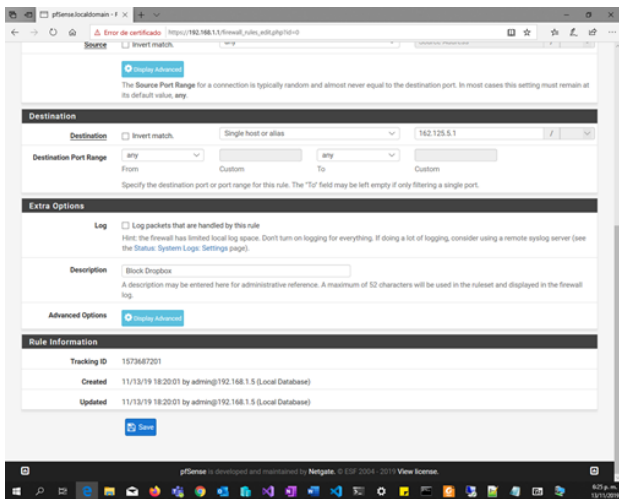 pfSense.localdomain - F
Error de certificado https://192.168.1.1/firewall_rules_edit.php?id=0
Source Invert match. any Source Address /
Display Advanced
The Source Port Range for a connection is typically random and almost never equal to the destination port. In most cases this setting must remain at
its default value, any.
Destination
Destination Invert match. Single host or alias 162.125.5.1 /
Destination Port Range any any
From Custom To Custom
Specify the destination port or port range for this rule. The "To" field may be left empty if only filtering a single port.
Extra Options
Log Log packets that are handled by this rule
Hint: the firewall has limited local log space. Don't turn on logging for everything. If doing a lot of logging, consider using a remote syslog server (see
the Status: System Logs: Settings page).
Description Block Dropbox
A description may be entered here for administrative reference. A maximum of 52 characters will be used in the ruleset and displayed in the firewall
log.
Advanced Options Display Advanced
Rule Information
Tracking ID 1573687201
Created 11/13/19 18:20:01 by admin@192.168.1.5 (Local Database)
Updated 11/13/19 18:20:01 by admin@192.168.1.5 (Local Database)
Save
pfSense is developed and maintained by Netgate. © ESF 2004 - 2019 View license.
6:25 p. m.
13/11/2019